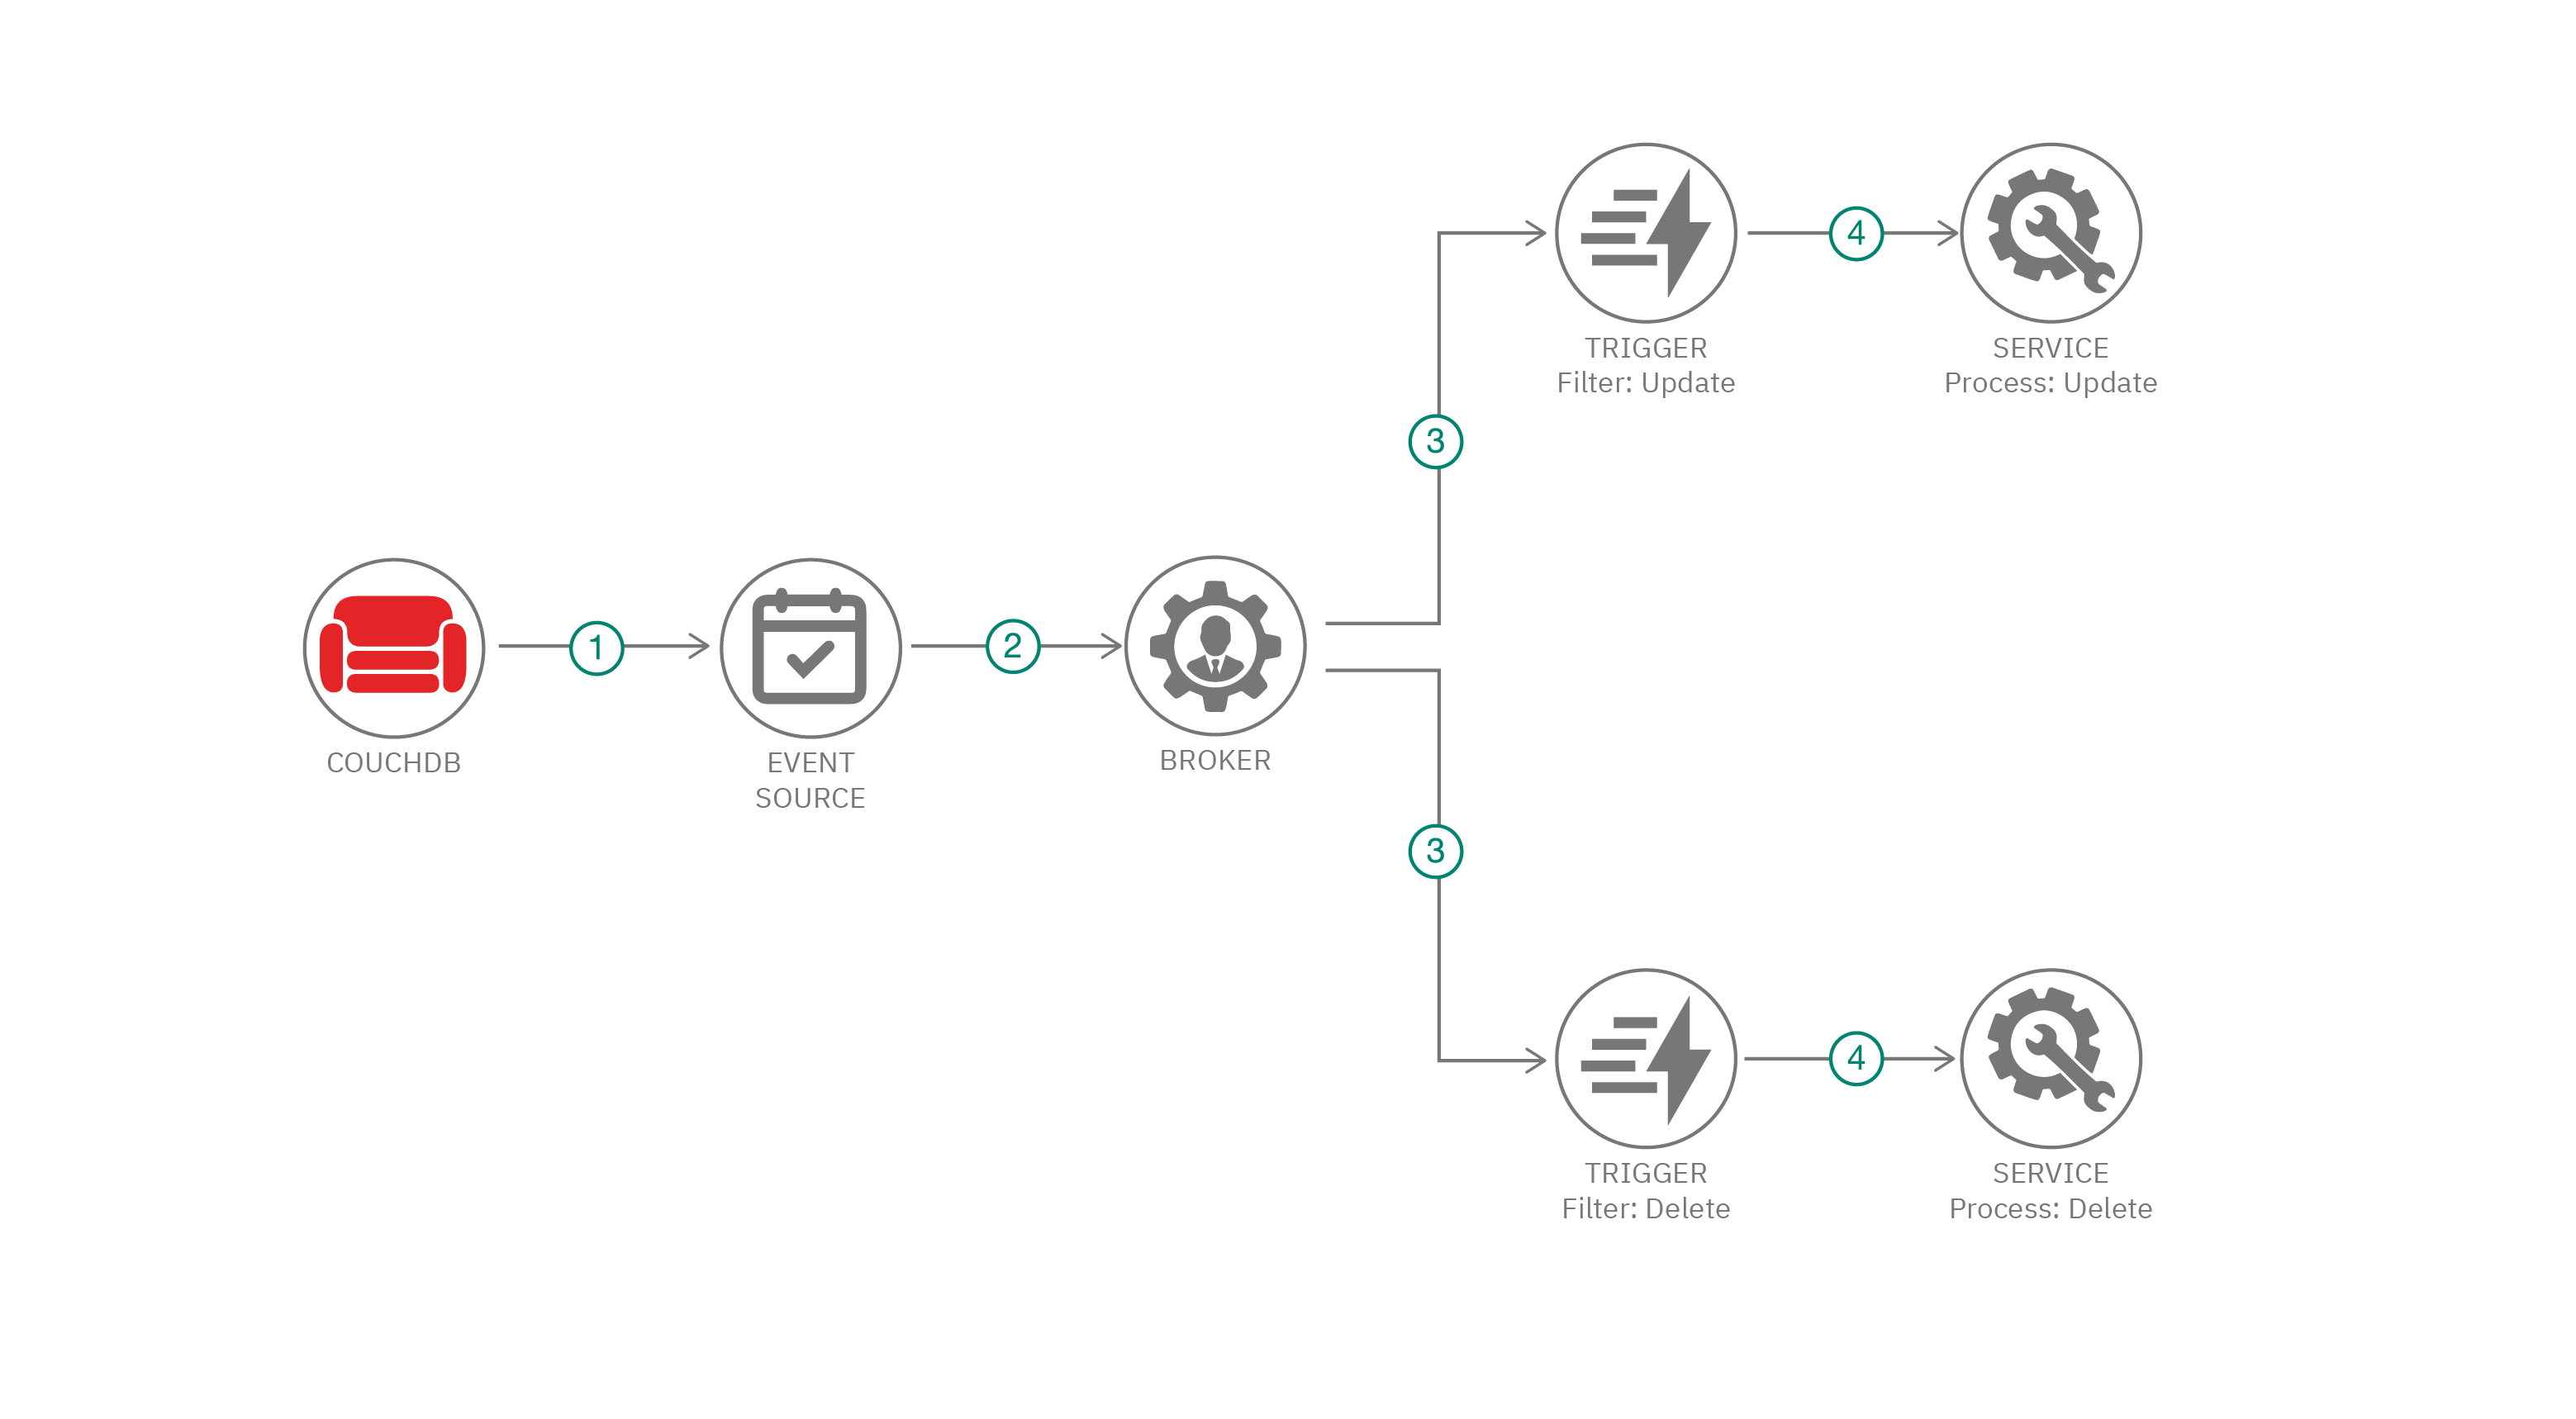 COUCHDB
1
EVENT
SOURCE
2
BROKER
3
TRIGGER
Filter: Update
4
SERVICE
Process: Update
3
TRIGGER
Filter: Delete
4
SERVICE
Process: Delete